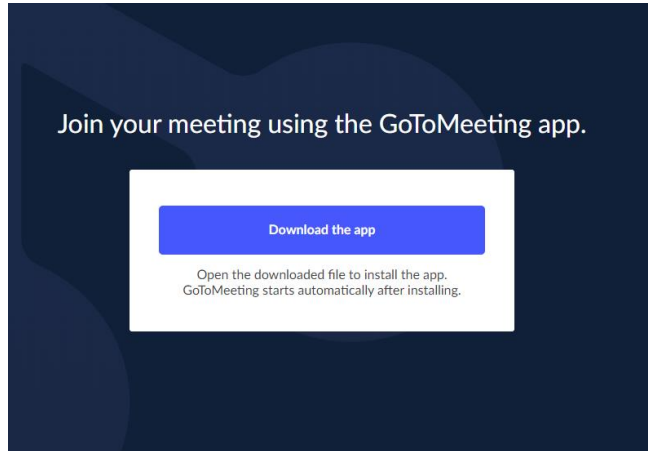 Join your meeting using the GoToMeeting app.
Download the app
Open the downloaded file to install the app.
GoToMeeting starts automatically after installing.